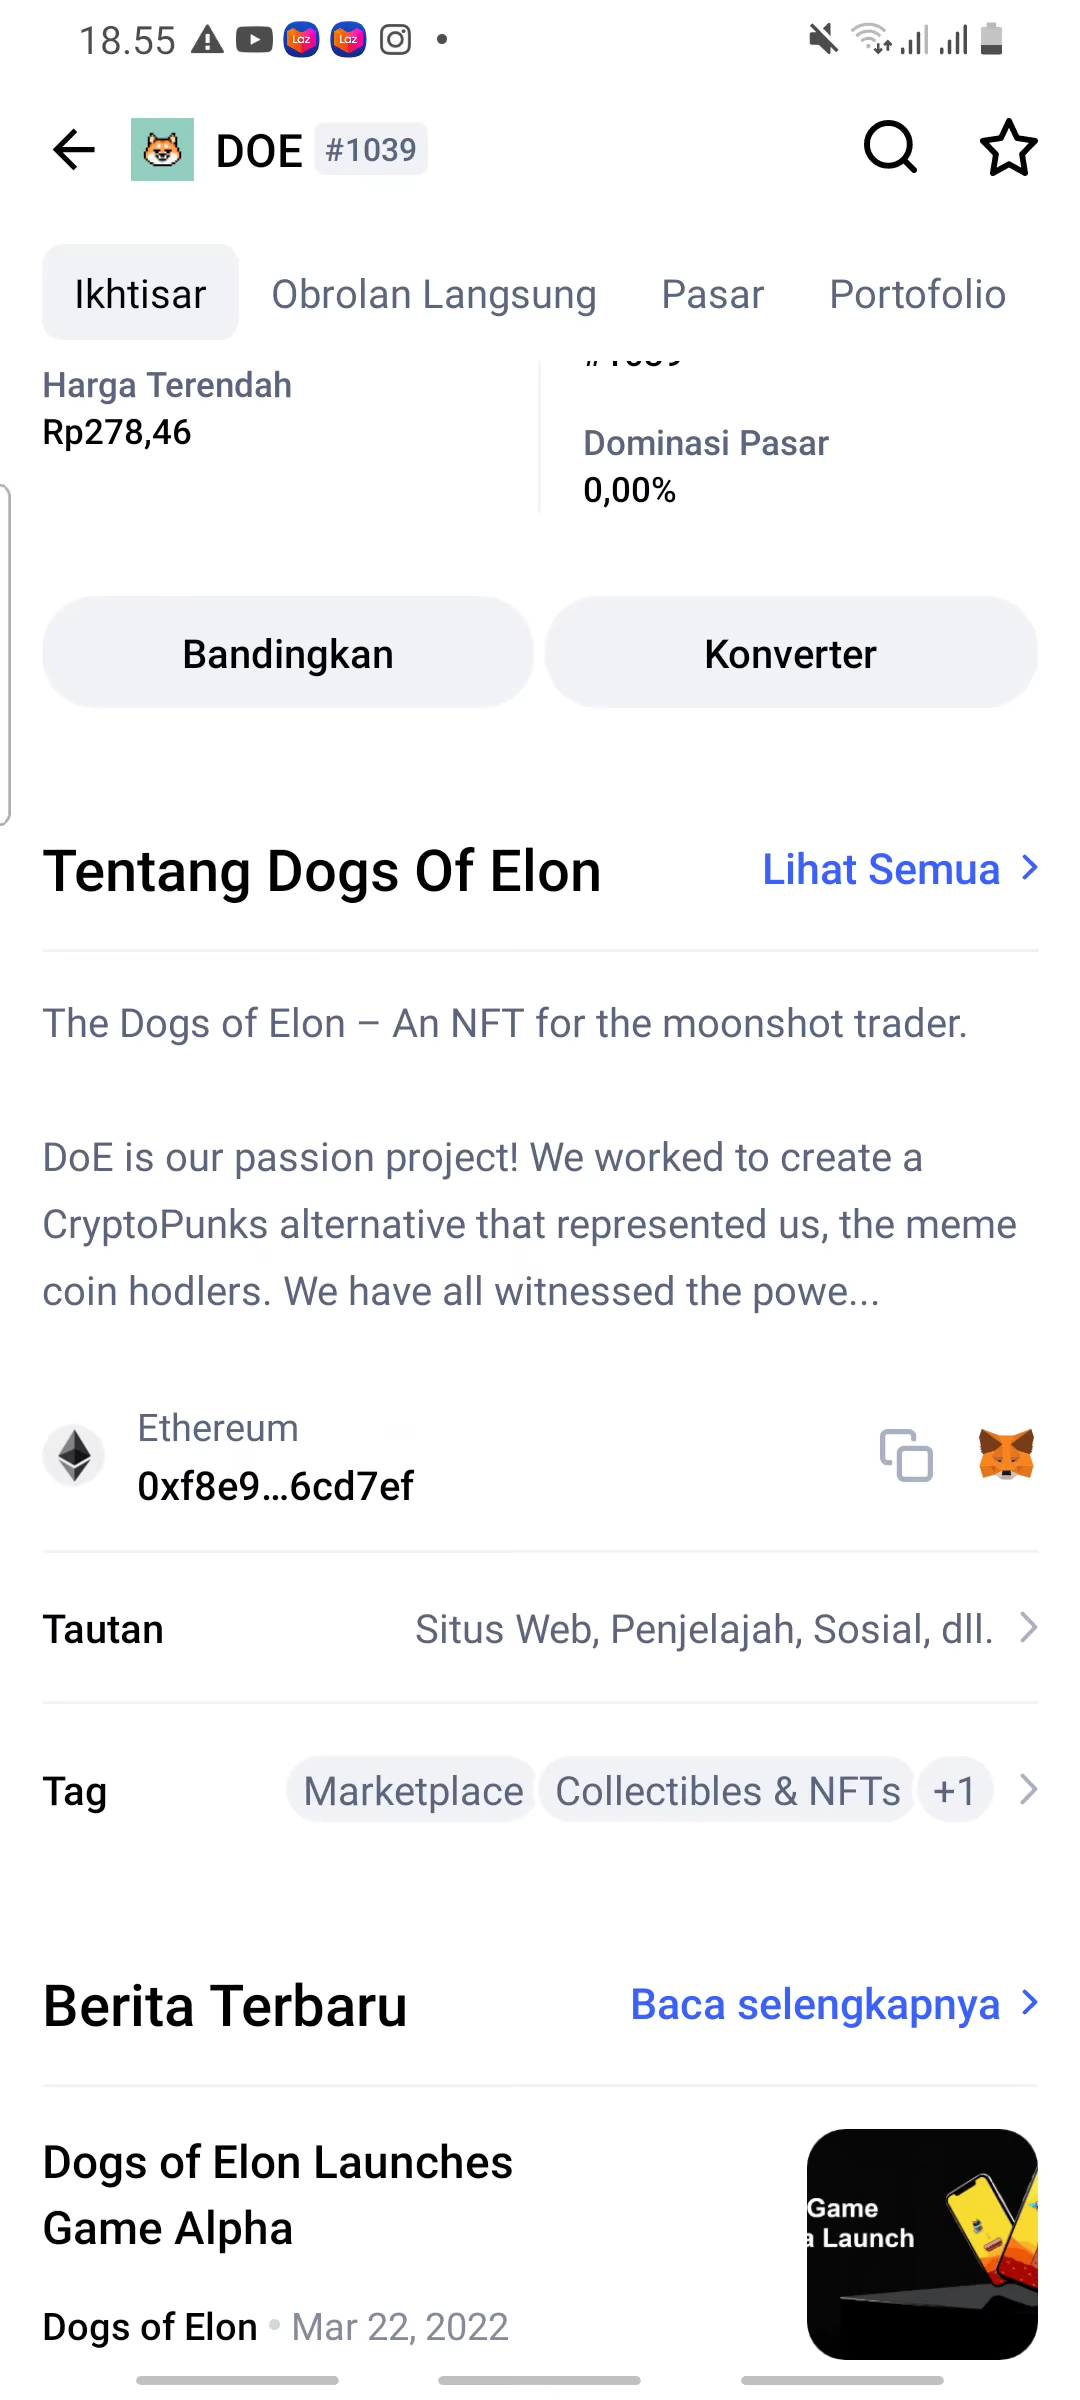 18.55
DOE #1039
Ikhtisar Obrolan Langsung Pasar Portofolio
Harga Terendah
Rp278,46
#1039
Dominasi Pasar
0,00%
Bandingkan Konverter
Tentang Dogs Of Elon Lihat Semua
The Dogs of Elon – An NFT for the moonshot trader.
DoE is our passion project! We worked to create a
CryptoPunks alternative that represented us, the meme
coin hodlers. We have all witnessed the powe...
Ethereum
0xf8e9...6cd7ef
Tautan Situs Web, Penjelajah, Sosial, dll.
Tag Marketplace Collectibles & NFTs +1
Berita Terbaru Baca selengkapnya
Dogs of Elon Launches
Game Alpha
Game
a Launch
Dogs of Elon • Mar 22, 2022